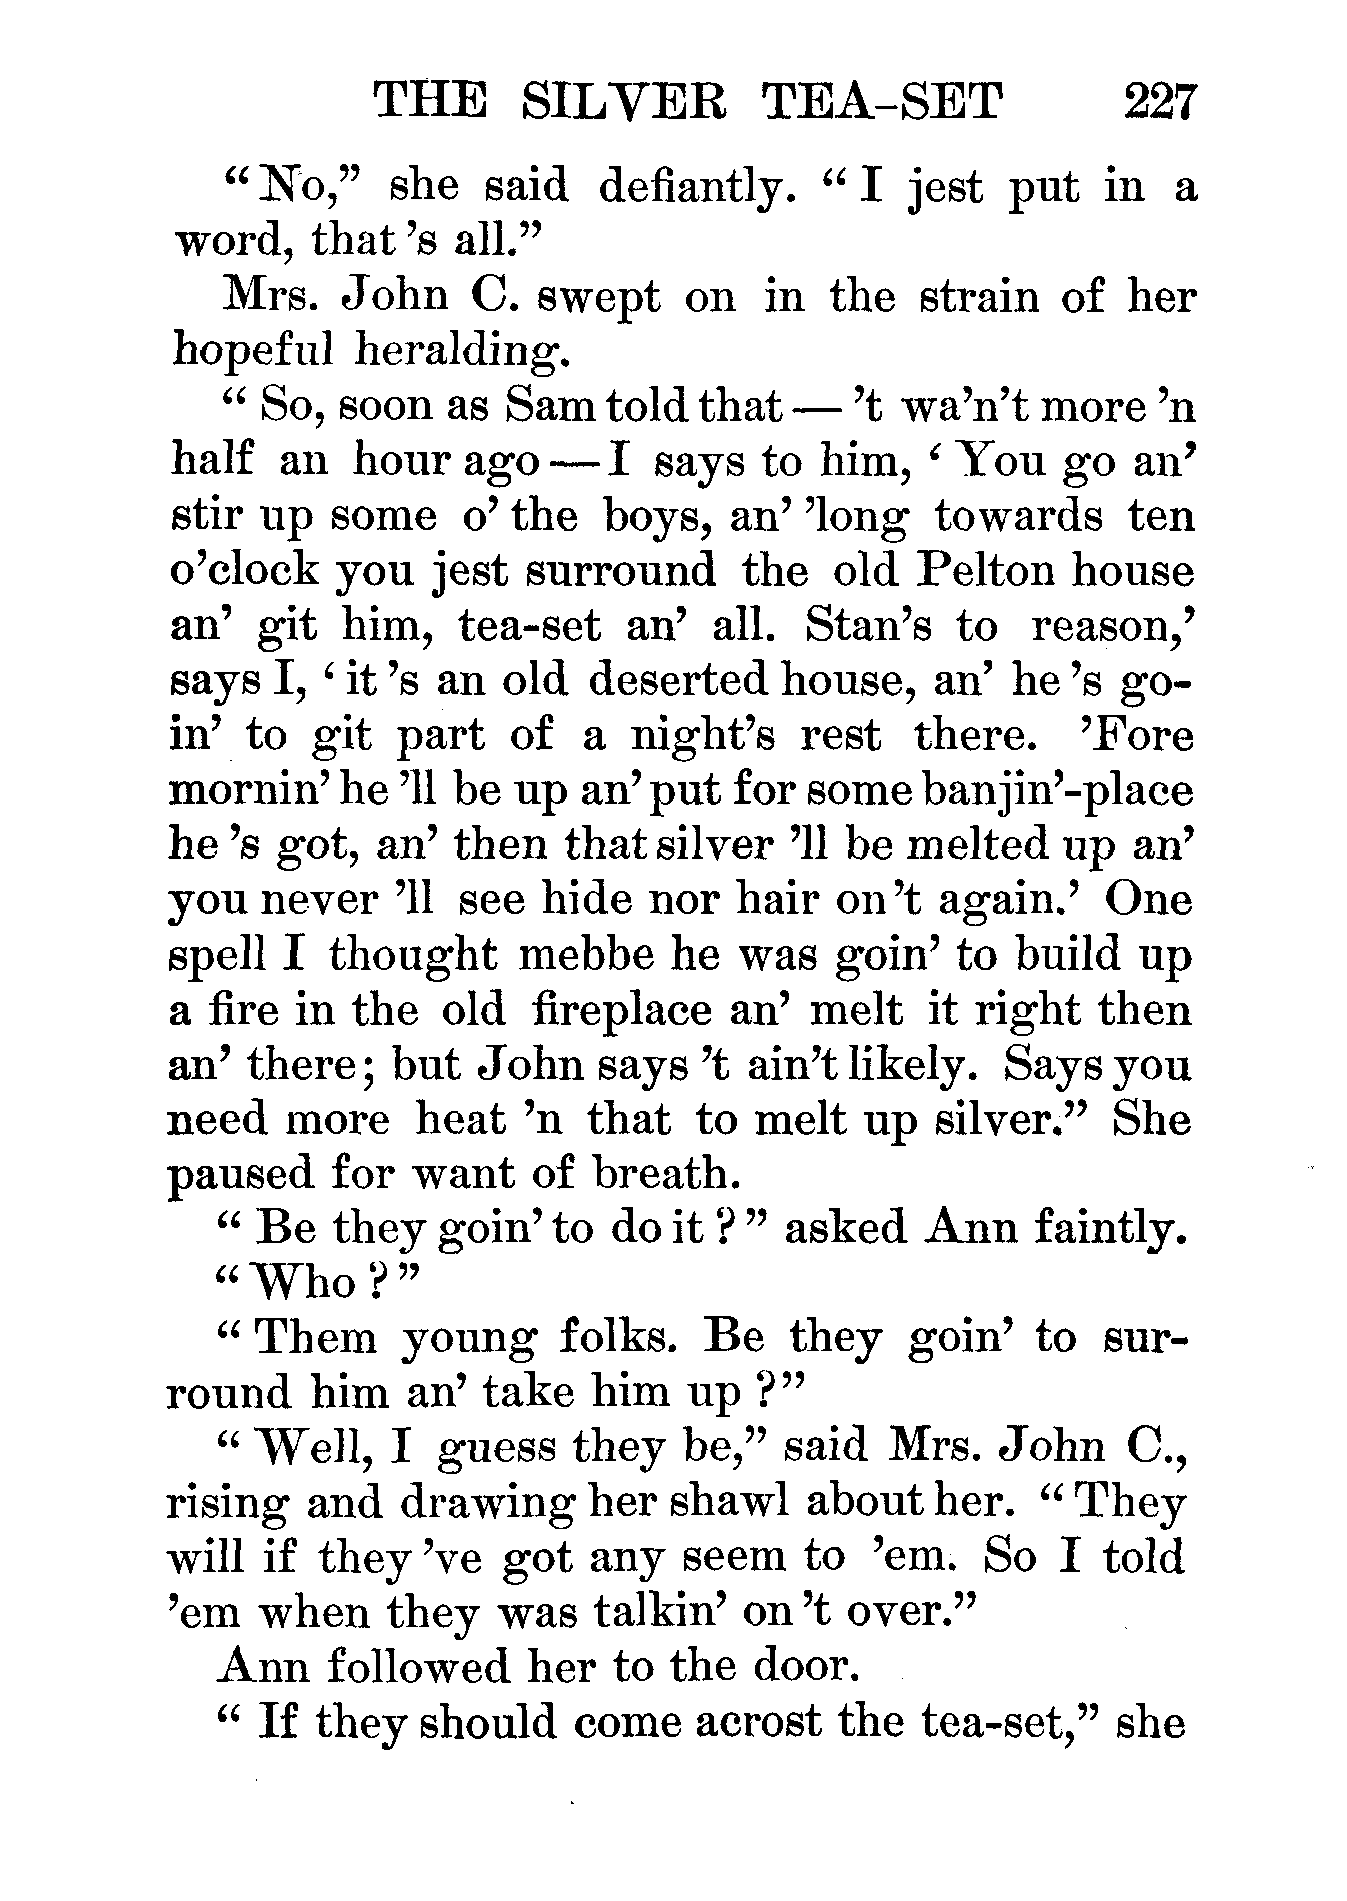 THE SILVER TEA-SET 227
“No,” she said defiantly. “I jest put in a
word, that 's all.”
Mrs. John C. swept on in the strain of her
hopeful heralding.
“So, soon as Sam told that — 't wa'n't more 'n
half an hour ago — I says to him, ‘You go an'
stir up some o' the boys, an' 'long towards ten
o'clock you jest surround the old Pelton house
an' git him, tea-set an' all. Stan's to reason,’
says I, ‘it 's an old deserted house, an' he 's go-
in' to git part of a night's rest there. 'Fore
mornin' he 'll be up an' put for some banjin'-place
he 's got, an' then that silver 'll be melted up an'
you never 'll see hide nor hair on 't again.’ One
spell I thought mebbe he was goin' to build up
a fire in the old fireplace an' melt it right then
an' there; but John says 't ain't likely. Says you
need more heat 'n that to melt up silver.” She
paused for want of breath.
“Be they goin' to do it?” asked Ann faintly.
“Who?”
“Them young folks. Be they goin' to sur-
round him an' take him up?”
“Well, I guess they be,” said Mrs. John C.,
rising and drawing her shawl about her. “They
will if they 've got any seem to 'em. So I told
'em when they was talkin' on 't over.”
Ann followed her to the door.
“If they should come acrost the tea-set,” she